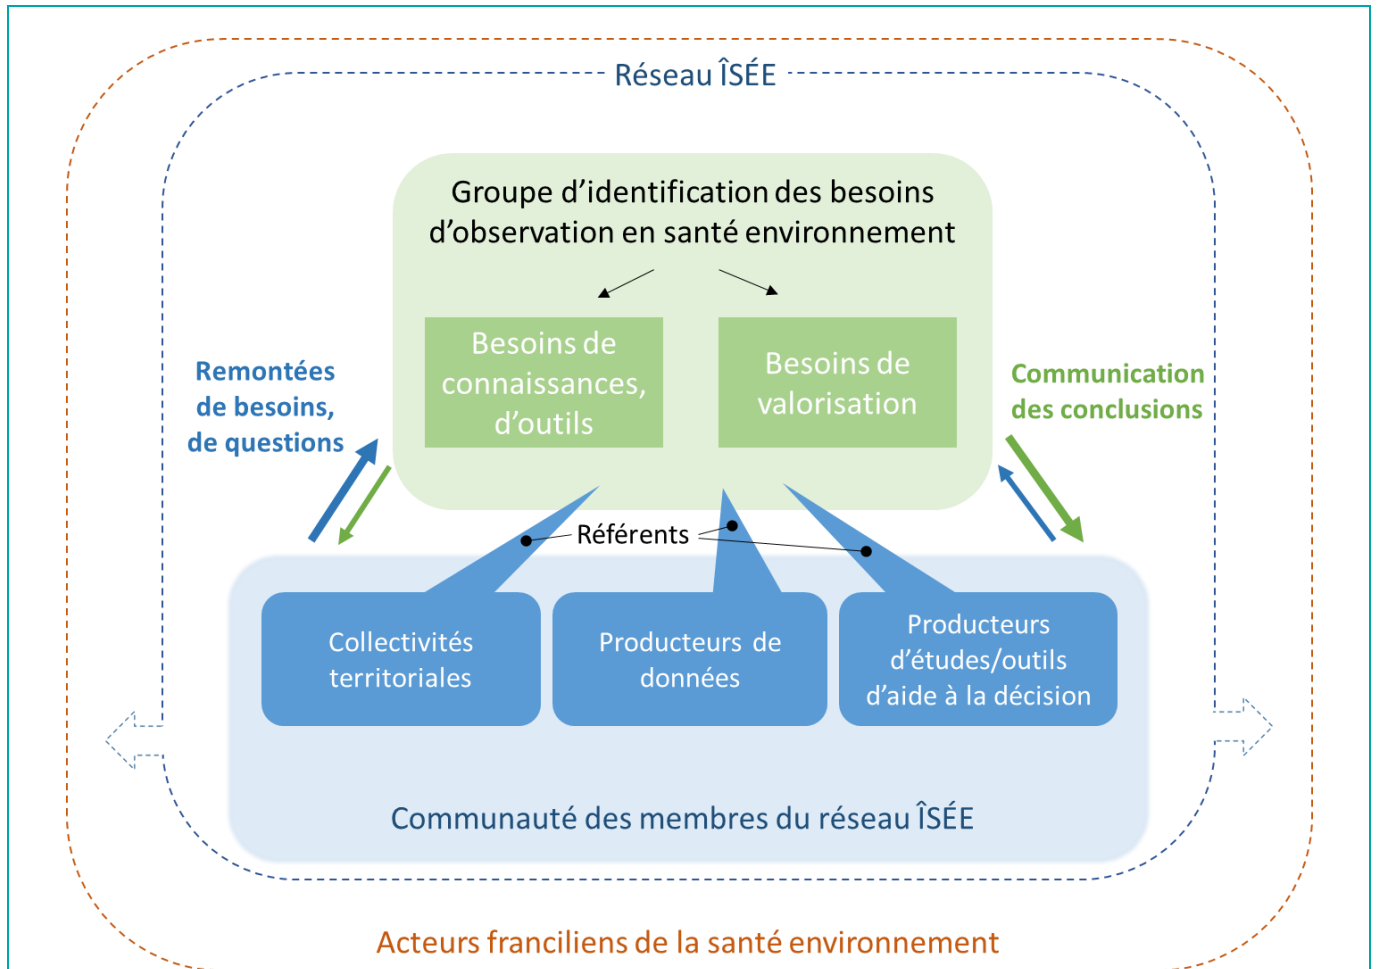 Réseau ÎSÉE
Groupe d’identification des besoins
d’observation en santé environnement
Besoins de
connaissances,
d’outils
Besoins de
valorisation
Remontées
de besoins,
de questions
Communication
des conclusions
Référents
Collectivités
territoriales
Producteurs de
données
Producteurs
d’études/outils
d’aide à la décision
Communauté des membres du réseau ÎSÉE
Acteurs franciliens de la santé environnement